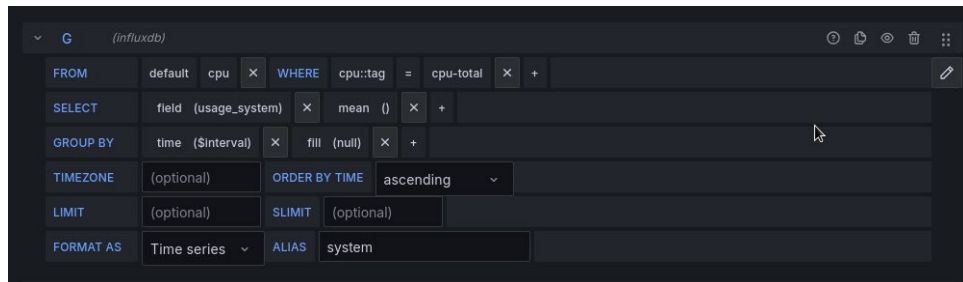 G (influxdb)
FROM default cpu × WHERE cpu::tag = cpu-total × +
SELECT field (usage_system) × mean () × +
GROUP BY time ($interval) × fill (null) × +
TIMEZONE (optional) ORDER BY TIME ascending
LIMIT (optional) SLIMIT (optional)
FORMAT AS Time series ALIAS system